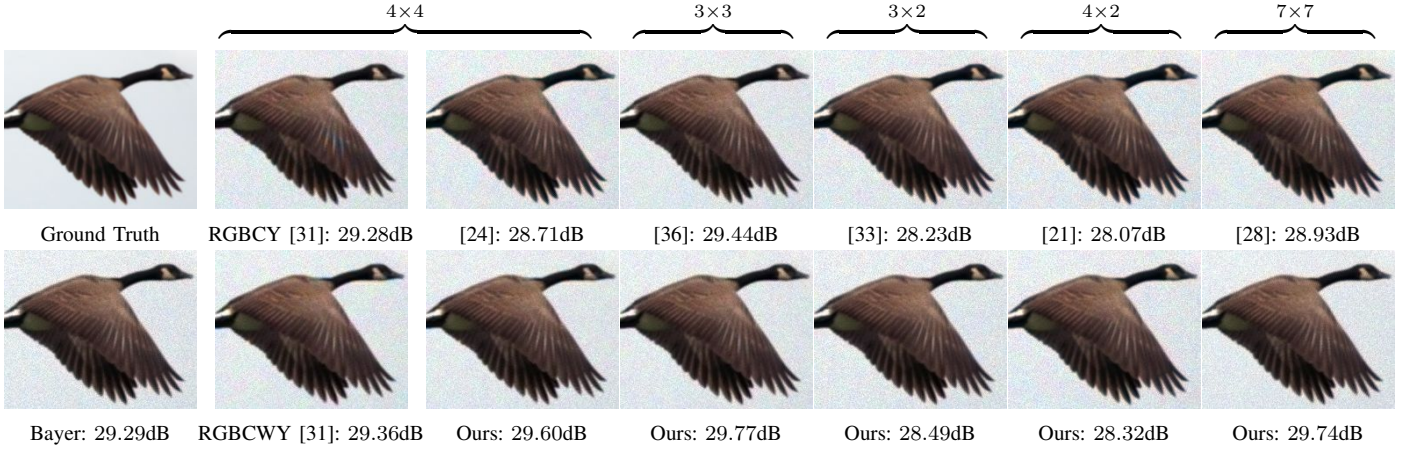 4×4 3×3 3×2 4×2 7×7
Ground Truth RGBCY [31]: 29.28dB [24]: 28.71dB [36]: 29.44dB [33]: 28.23dB [21]: 28.07dB [28]: 28.93dB
Bayer: 29.29dB RGBCWY [31]: 29.36dB Ours: 29.60dB Ours: 29.77dB Ours: 28.49dB Ours: 28.32dB Ours: 29.74dB